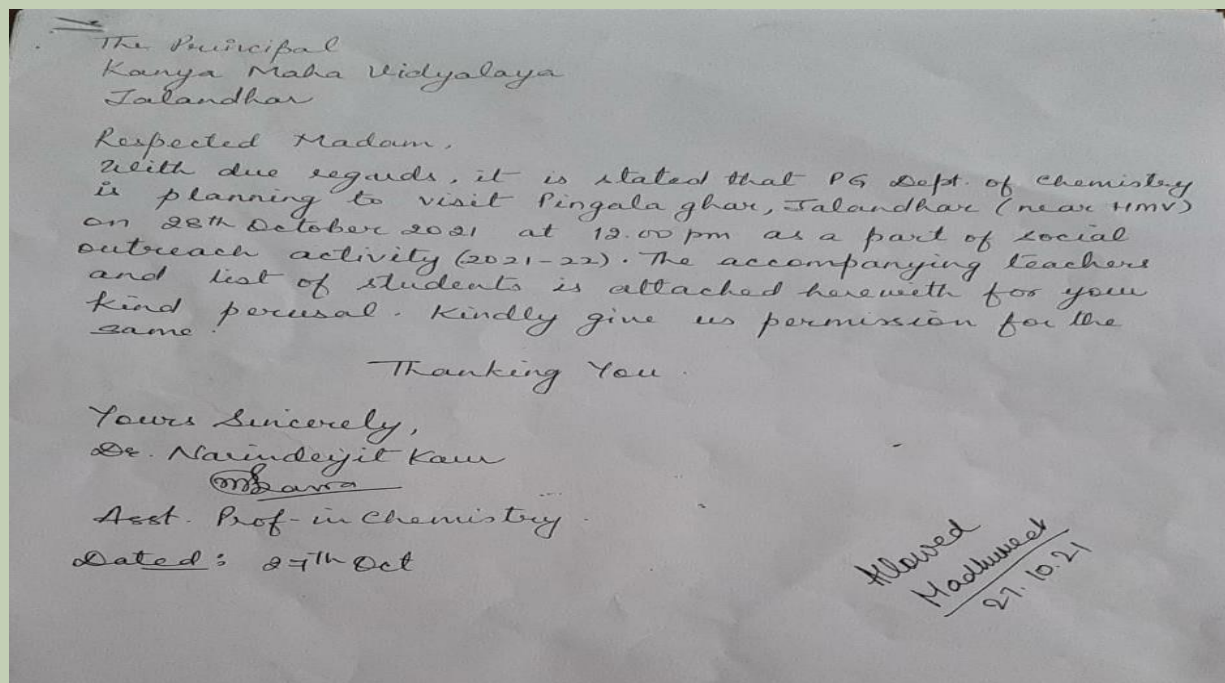 The Principal
Kanya Maha Vidyalaya
Jalandhar
Respected Madam,
With due regards, it is stated that PG Dept. of Chemistry
is planning to visit Pingala ghar, Jalandhar (near HMV)
on 28th October 2021 at 12.00 pm as a part of social
outreach activity (2021-22). The accompanying teachers
and list of students is attached herewith for your
kind perusal. Kindly give us permission for the
same.
Thanking You.
Yours Sincerely,
Dr. Narinderjit Kaur
Asst. Prof-in Chemistry.
Dated: 27th Oct
Allowed
Madhumeet
27.10.21